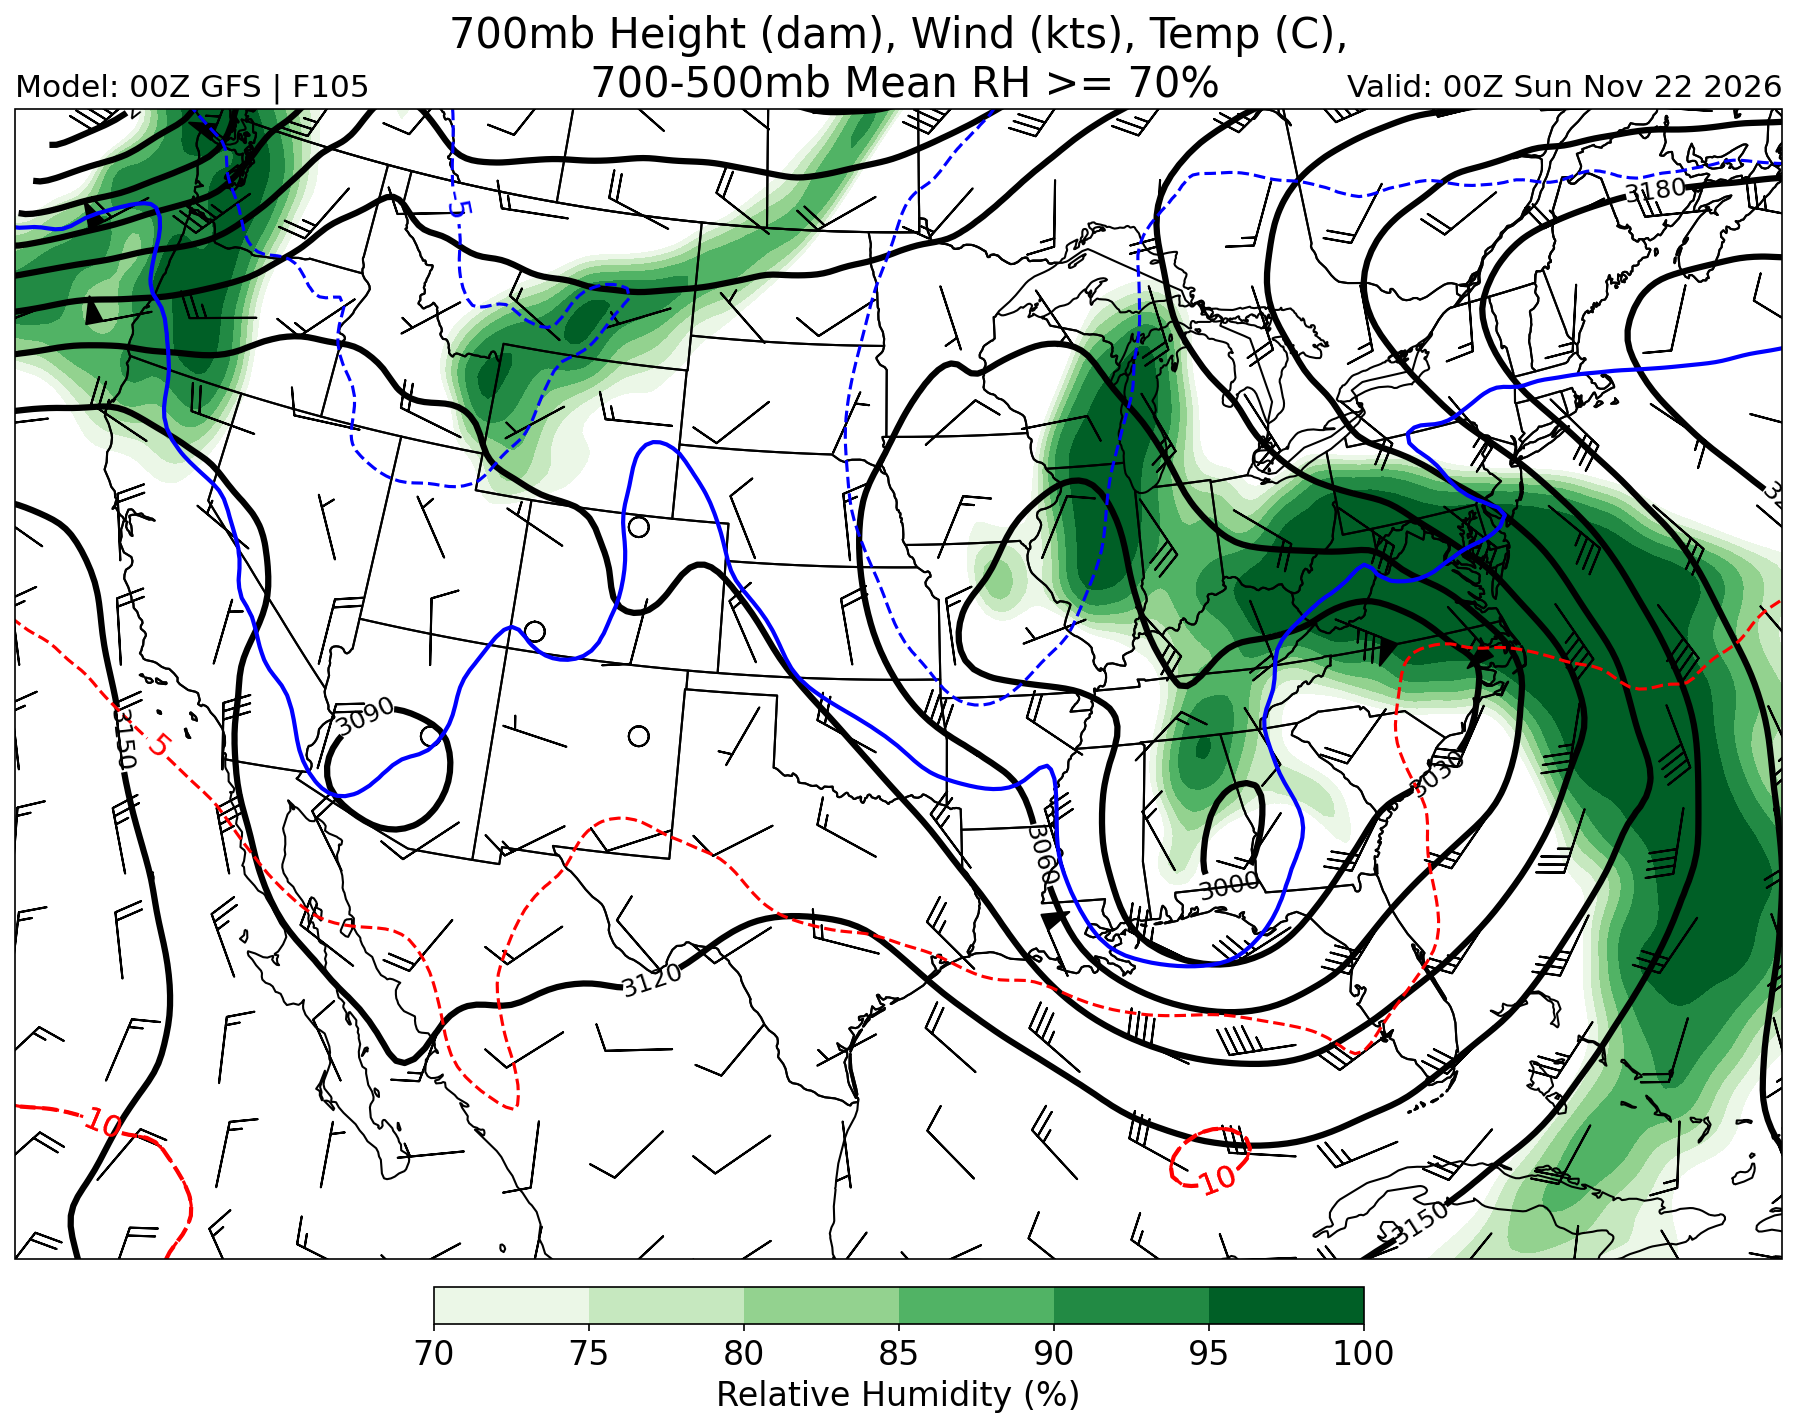 700mb Height (dam), Wind (kts), Temp (C),
700-500mb Mean RH >= 70%
Model: 00Z GFS | F105
Valid: 00Z Sun Nov 22 2026
3180
5
3090
3150
5
3030
3060
3000
3120
10
10
3150
70 75 80 85 90 95 100
Relative Humidity (%)